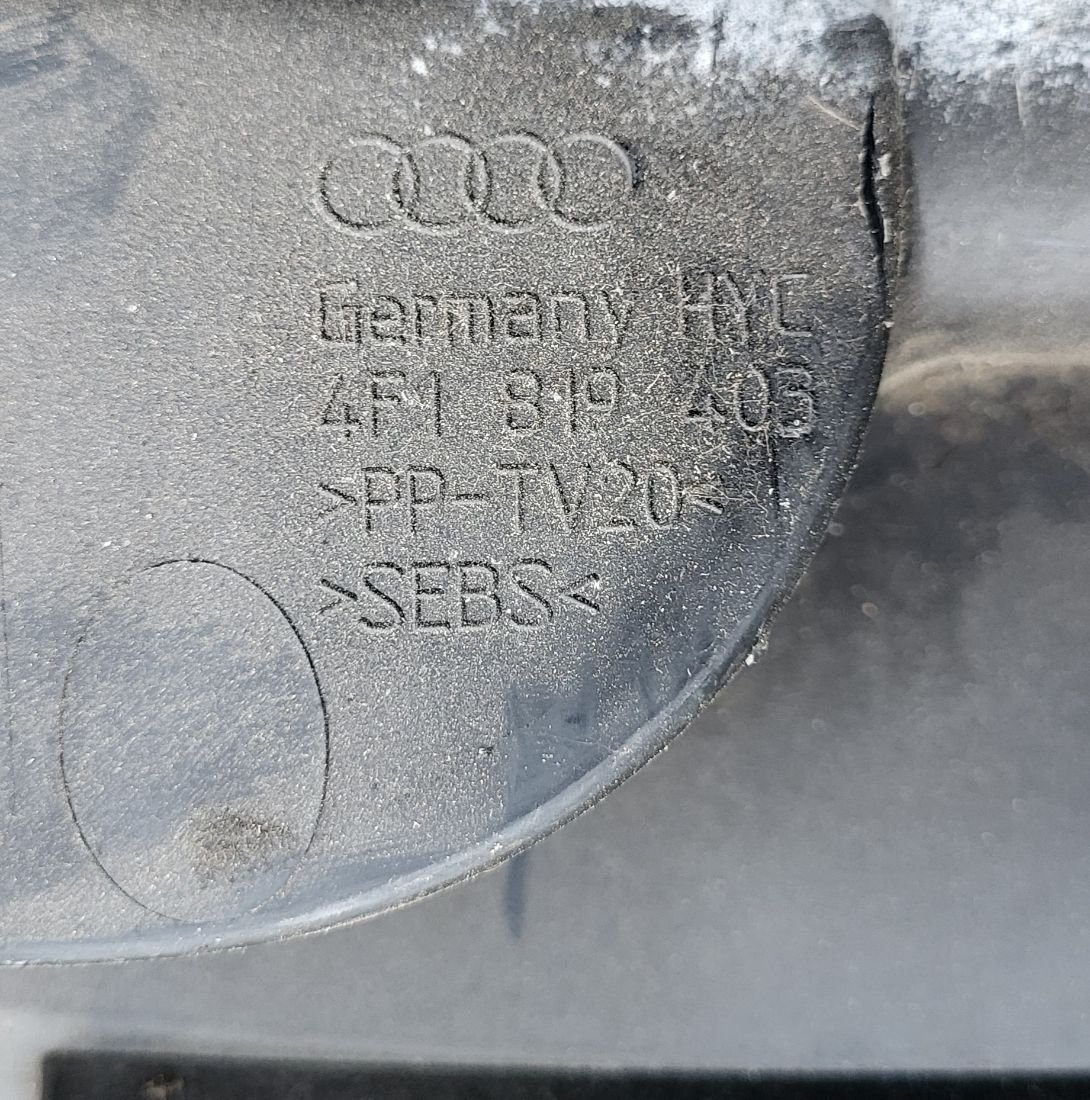 Germany HYC
4F1 819 403
>PP-TV20<
>SEBS<